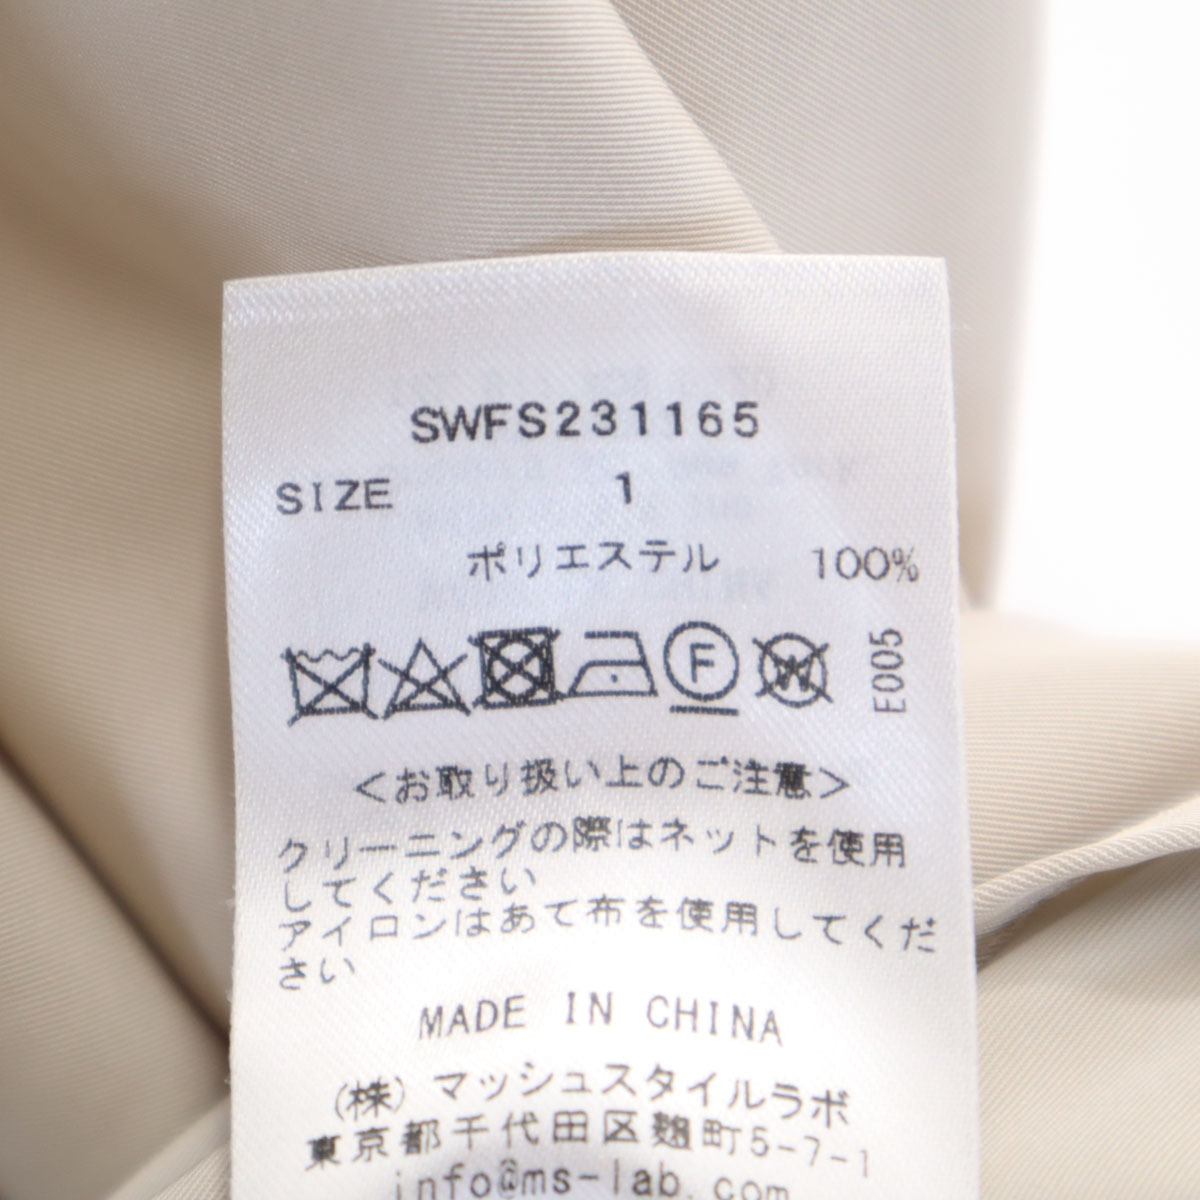 SWFS231165
SIZE 1
ポリエステル 100%
F W E005
<お取り扱い上のご注意>
クリーニングの際はネットを使用
してください
アイロンはあて布を使用してくだ
さい
MADE IN CHINA
(株) マッシュスタイルラボ
東京都千代田区麹町5-7-1
info@ms-lab.com